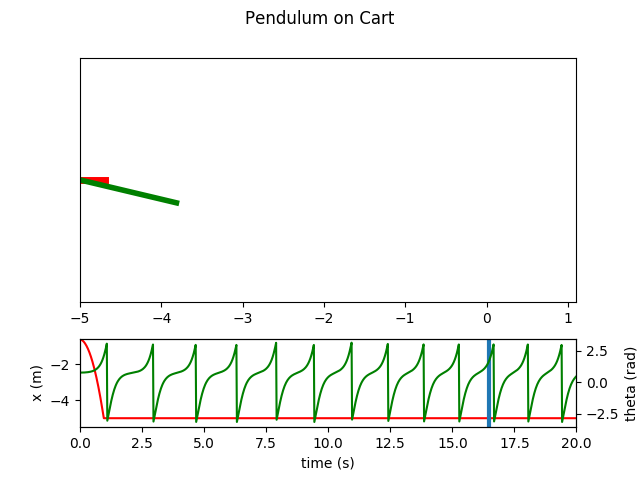 Pendulum on Cart
−5 −4 −3 −2 −1 0 1
x (m)
−2
−4
2.5
0.0
−2.5
theta (rad)
0.0 2.5 5.0 7.5 10.0 12.5 15.0 17.5 20.0
time (s)